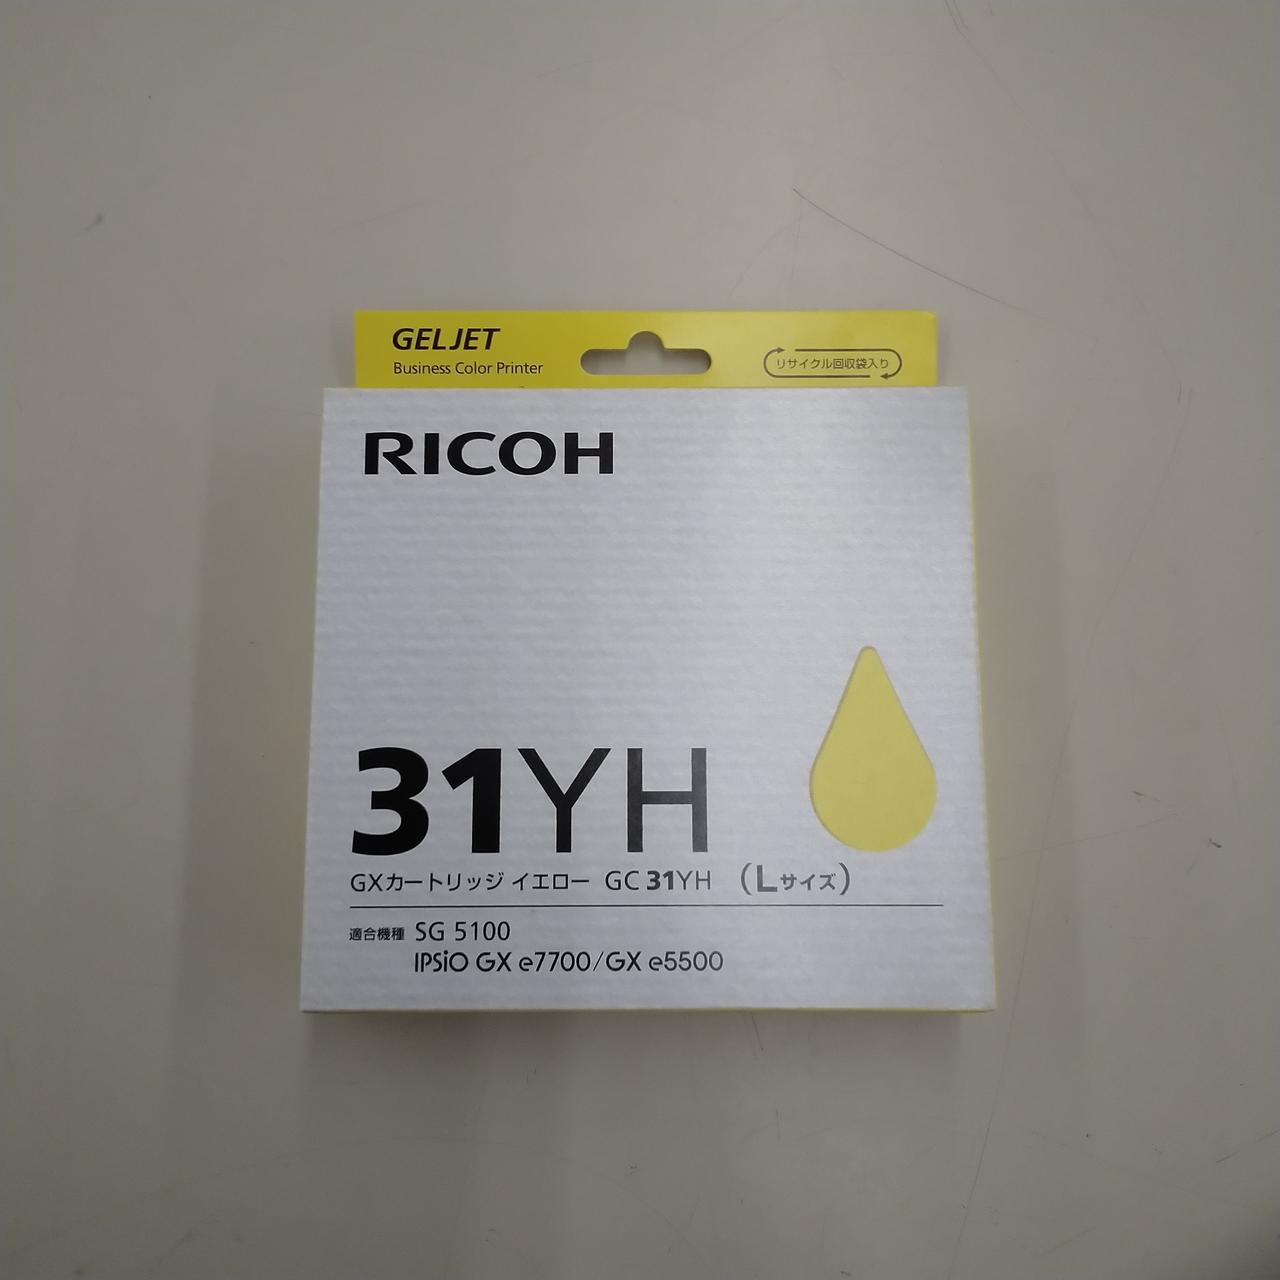 GELJET
Business Color Printer
リサイクル回収袋入り
RICOH
31YH
GXカートリッジ イエロー GC 31YH (Lサイズ)
適合機種 SG 5100
IPSiO GX e7700/GX e5500